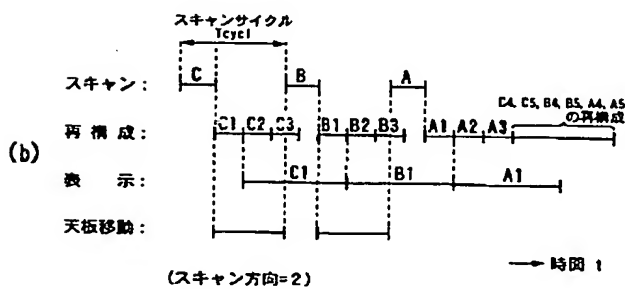 スキャンサイクル
Tcycl
スキャン: C B A
C4, C5, B4, B5, A4, A5
の再構成
再構成: C1 C2 C3 B1 B2 B3 A1 A2 A3
(b)
表 示: C1 B1 A1
天板移動:
(スキャン方向=2) → 時間 t